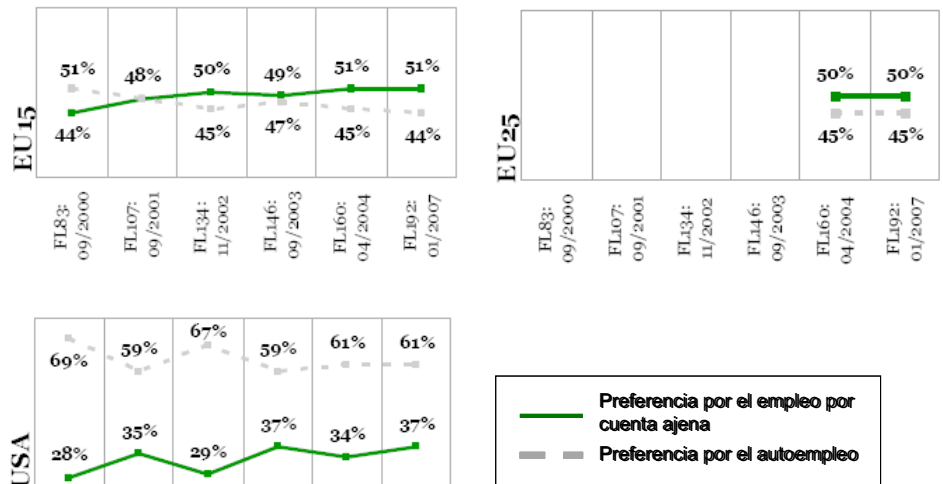 51% 48% 50% 49% 51% 51%
44% 45% 47% 45% 44%
EU15
FL83: 09/2000
FL107: 09/2001
FL134: 11/2002
FL146: 09/2003
FL160: 04/2004
FL192: 01/2007
50% 50%
45% 45%
EU25
FL83: 09/2000
FL107: 09/2001
FL134: 11/2002
FL146: 09/2003
FL160: 04/2004
FL192: 01/2007
69% 59% 67% 59% 61% 61%
28% 35% 29% 37% 34% 37%
USA
Preferencia por el empleo por
cuenta ajena
Preferencia por el autoempleo